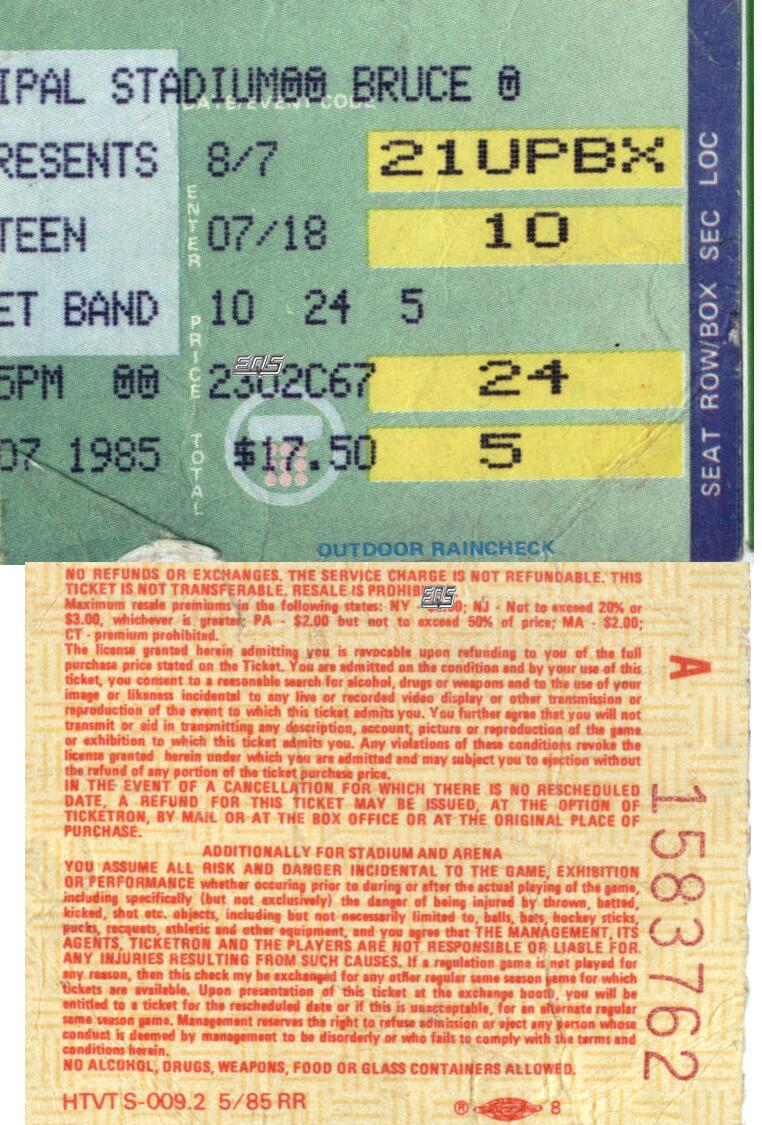 IPAL STADIUM00 BRUCE 0
DATE/EVENT CODE
RESENTS 8/7 21UPBX
ENTER
TEEN 07/18 10
ET BAND 10 24 5
PRICE
EQS
5PM 00 2302C67 24
TOTAL
07 1985 $17.50 5
SEAT ROW/BOX SEC LOC
OUTDOOR RAINCHECK
NO REFUNDS OR EXCHANGES. THE SERVICE CHARGE IS NOT REFUNDABLE. THIS
TICKET IS NOT TRANSFERABLE. RESALE IS
EQS
Maximum resale premiums in the following states: NY NJ - Not to exceed 20% or
$3.00, whichever is greater; PA - $2.00 but not to exceed 50% of price; MA - $2.00;
CT - premium prohibited.
The license granted herein admitting you is revocable upon refunding to you of the full
purchase price stated on the Ticket. You are admitted on the condition and by your use of this
ticket, you consent to a reasonable search for alcohol, drugs or weapons and to the use of your
image or likeness incidental to any live or recorded video display or other transmission or
reproduction of the event to which this ticket admits you. You further agree that you will not
transmit or aid in transmitting any description, account, picture or reproduction of the game
or exhibition to which this ticket admits you. Any violations of these conditions revoke the
license granted herein under which you are admitted and may subject you to ejection without
the refund of any portion of the ticket purchase price.
IN THE EVENT OF A CANCELLATION FOR WHICH THERE IS NO RESCHEDULED
DATE, A REFUND FOR THIS TICKET MAY BE ISSUED, AT THE OPTION OF
TICKETRON, BY MAIL OR AT THE BOX OFFICE OR AT THE ORIGINAL PLACE OF
PURCHASE.
ADDITIONALLY FOR STADIUM AND ARENA
YOU ASSUME ALL RISK AND DANGER INCIDENTAL TO THE GAME, EXHIBITION
OR PERFORMANCE whether occuring prior to during or after the actual playing of the game,
including specifically (but not exclusively) the danger of being injured by thrown, batted,
kicked, shot etc. objects, including but not necessarily limited to, balls, bats, hockey sticks,
pucks, racquets, athletic and other equipment, and you agree that THE MANAGEMENT, ITS
AGENTS, TICKETRON AND THE PLAYERS ARE NOT RESPONSIBLE OR LIABLE FOR
ANY INJURIES RESULTING FROM SUCH CAUSES. If a regulation game is not played for
any reason, then this check my be exchanged for any other regular same season game for which
tickets are available. Upon presentation of this ticket at the exchange booth, you will be
entitled to a ticket for the rescheduled date or if this is unacceptable, for an alternate regular
same season game. Management reserves the right to refuse admission or eject any person whose
conduct is deemed by management to be disorderly or who fails to comply with the terms and
conditions herein.
NO ALCOHOL, DRUGS, WEAPONS, FOOD OR GLASS CONTAINERS ALLOWED.
HTVT S-009.2 5/85 RR
® 8
A 1583762